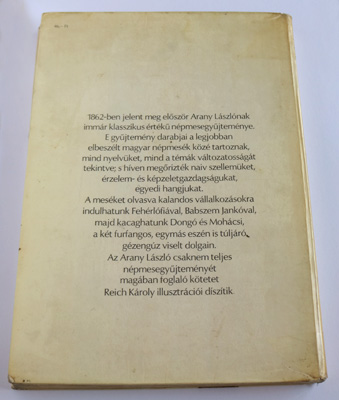 1862-ben jelent meg először Arany Lászlónak
immár klasszikus értékű népmesegyűjteménye.
E gyűjtemény darabjai a legjobban
elbeszélt magyar népmesék közé tartoznak,
mind nyelvüket, mind a témák változatosságát
tekintve; s híven megőrizték naiv szellemüket,
érzelem- és képzeletgazdagságukat,
egyedi hangjukat.
A meséket olvasva kalandos vállalkozásokra
indulhatunk Fehérlófiával, Babszem Jankóval,
majd kacaghatunk Dongó és Mohácsi,
a két furfangos, egymás eszén is túljáró,
gézengúz viselt dolgain.
Az Arany László csaknem teljes
népmesegyűjteményét
magában foglaló kötetet
Reich Károly illusztrációi díszítik.